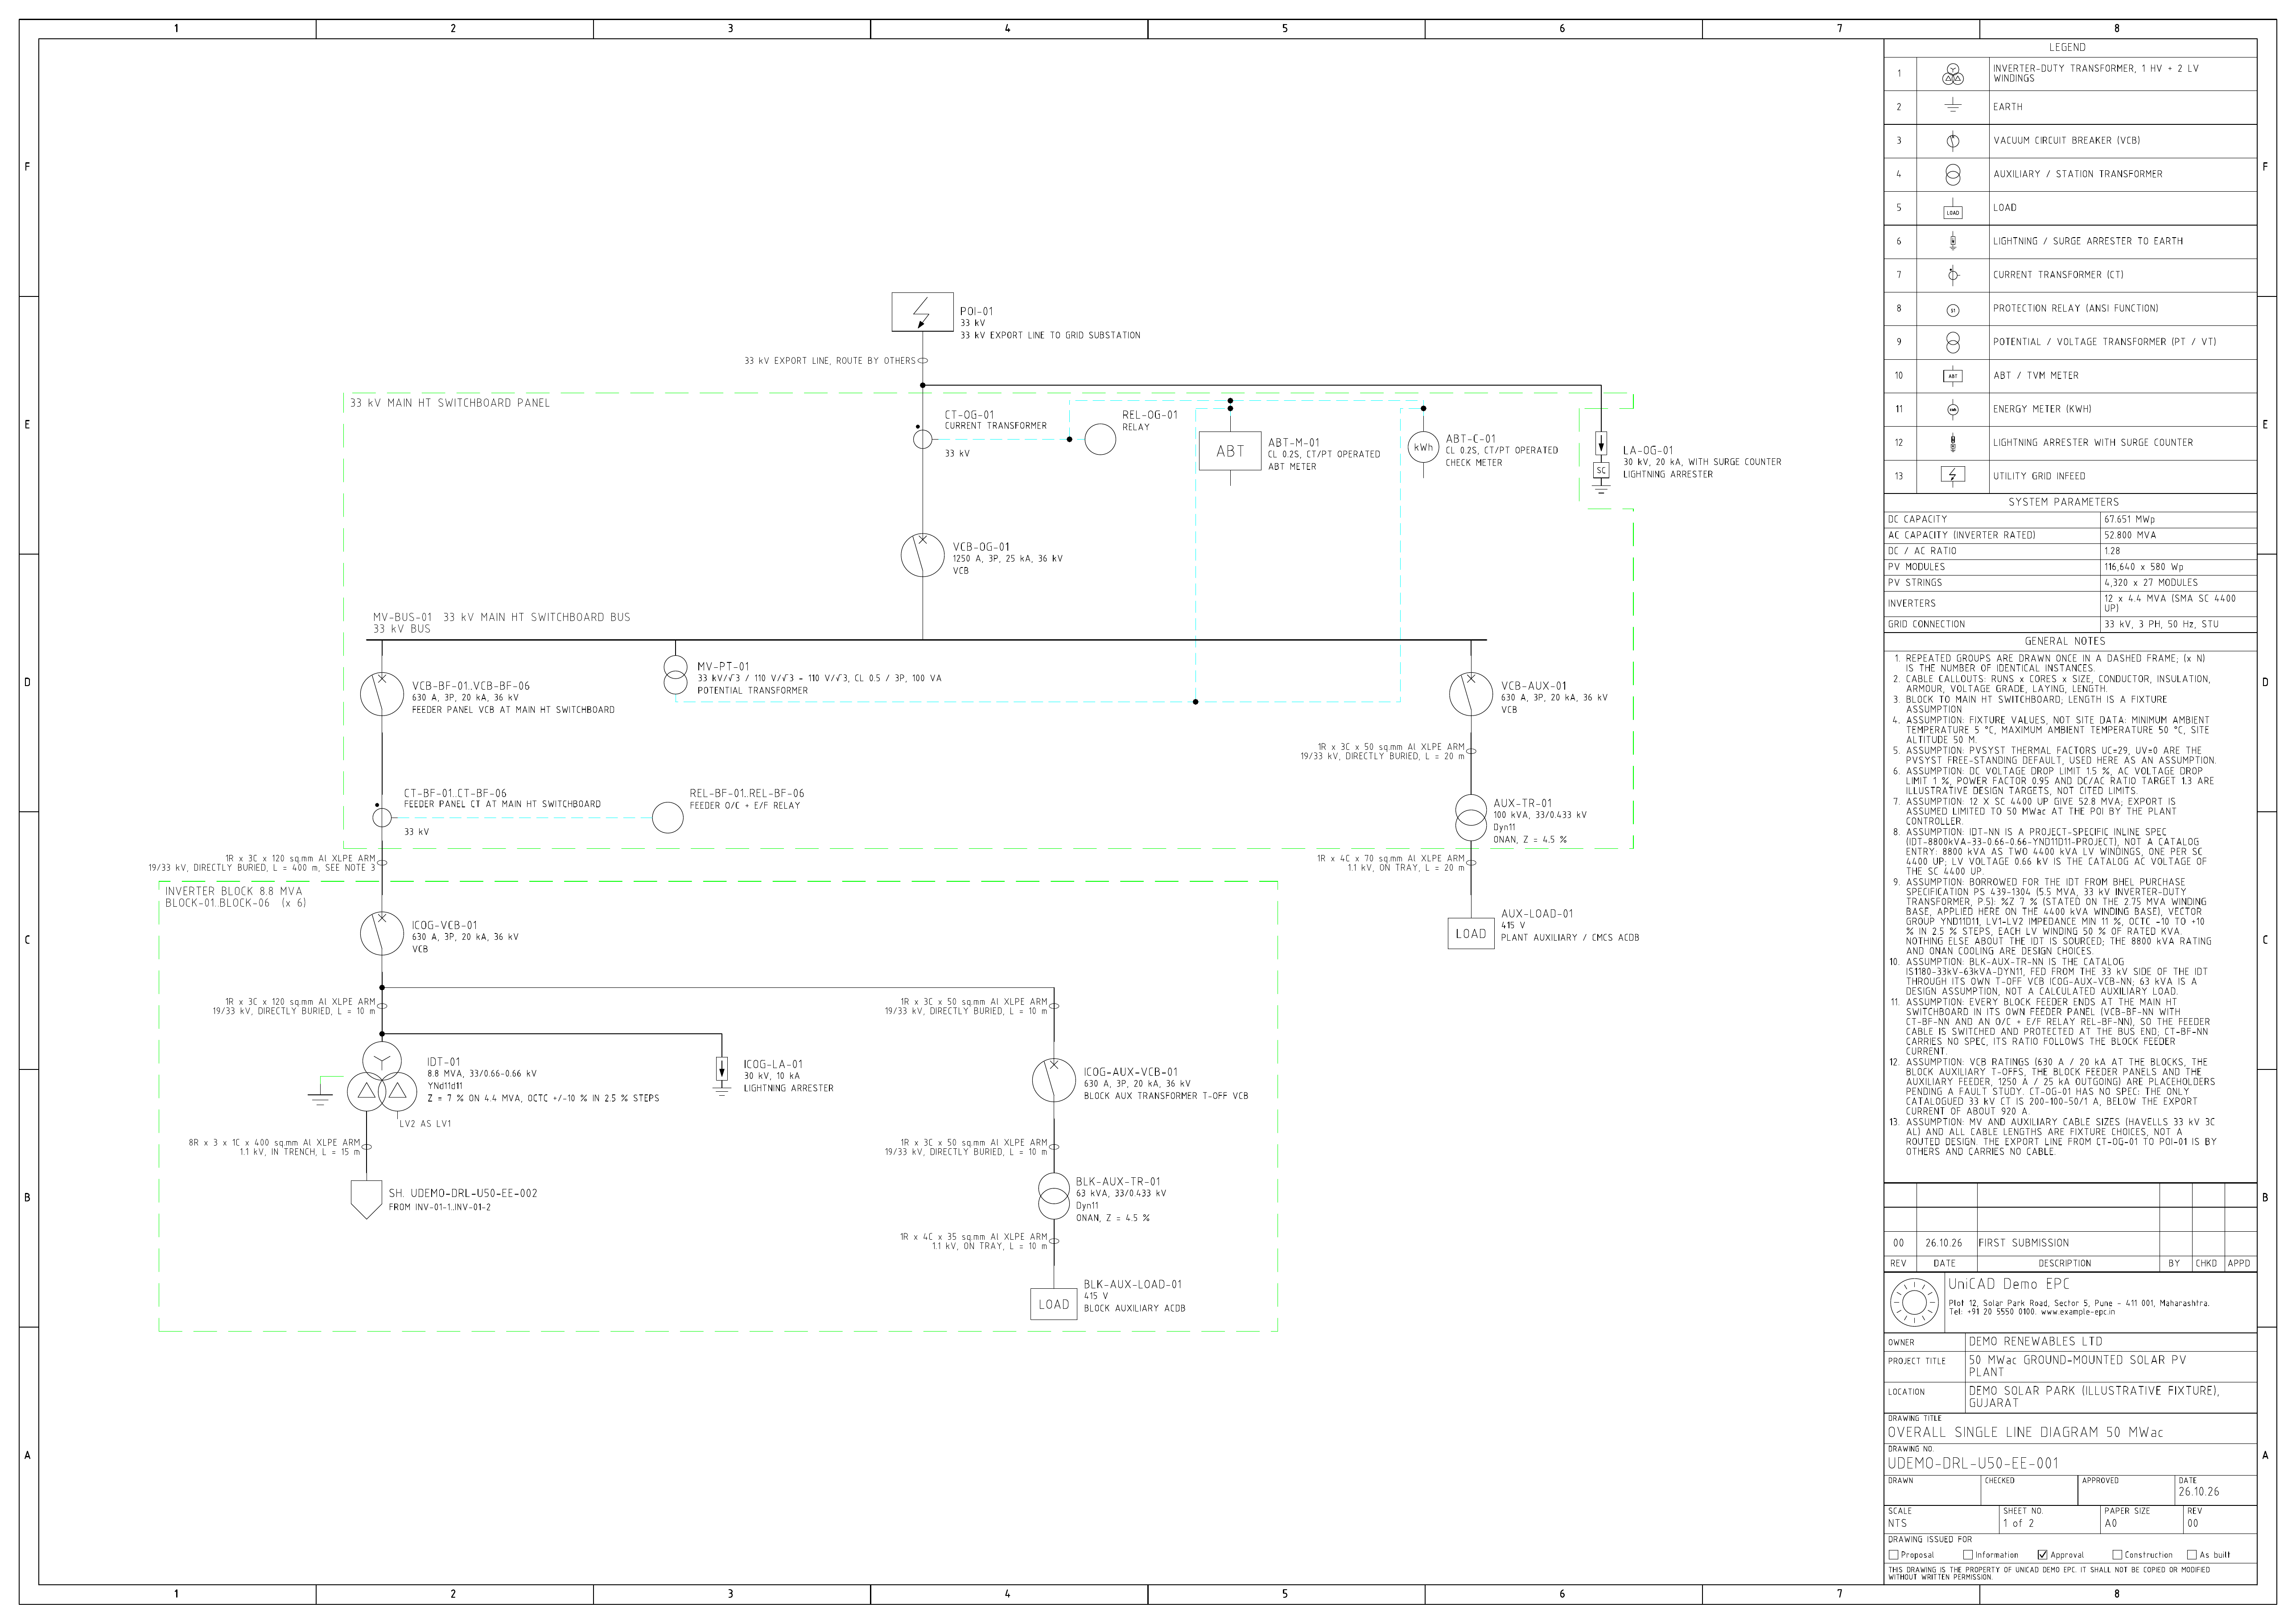 1 2 3 4 5 6 7 8
F
E
D
C
B
A
POI-01
33 kV
33 kV EXPORT LINE TO GRID SUBSTATION
33 kV EXPORT LINE, ROUTE BY OTHERS
33 kV MAIN HT SWITCHBOARD PANEL
CT-OG-01
CURRENT TRANSFORMER
33 kV
REL-OG-01
RELAY
ABT
ABT-M-01
CL 0.2S, CT/PT OPERATED
ABT METER
kWh
ABT-C-01
CL 0.2S, CT/PT OPERATED
CHECK METER
SC
LA-OG-01
30 kV, 20 kA, WITH SURGE COUNTER
LIGHTNING ARRESTER
VCB-OG-01
1250 A, 3P, 25 kA, 36 kV
VCB
MV-BUS-01 33 kV MAIN HT SWITCHBOARD BUS
33 kV BUS
VCB-BF-01..VCB-BF-06
630 A, 3P, 20 kA, 36 kV
FEEDER PANEL VCB AT MAIN HT SWITCHBOARD
MV-PT-01
33 kV/√3 / 110 V/√3 - 110 V/√3, CL 0.5 / 3P, 100 VA
POTENTIAL TRANSFORMER
VCB-AUX-01
630 A, 3P, 20 kA, 36 kV
VCB
1R x 3C x 50 sq.mm Al XLPE ARM
19/33 kV, DIRECTLY BURIED, L = 20 m
CT-BF-01..CT-BF-06
FEEDER PANEL CT AT MAIN HT SWITCHBOARD
33 kV
REL-BF-01..REL-BF-06
FEEDER O/C + E/F RELAY
AUX-TR-01
100 kVA, 33/0.433 kV
Dyn11
ONAN, Z = 4.5 %
1R x 3C x 120 sq.mm Al XLPE ARM
19/33 kV, DIRECTLY BURIED, L = 400 m, SEE NOTE 3
1R x 4C x 70 sq.mm Al XLPE ARM
1.1 kV, ON TRAY, L = 20 m
INVERTER BLOCK 8.8 MVA
BLOCK-01..BLOCK-06 (x 6)
ICOG-VCB-01
630 A, 3P, 20 kA, 36 kV
VCB
LOAD
AUX-LOAD-01
415 V
PLANT AUXILIARY / CMCS ACDB
1R x 3C x 120 sq.mm Al XLPE ARM
19/33 kV, DIRECTLY BURIED, L = 10 m
1R x 3C x 50 sq.mm Al XLPE ARM
19/33 kV, DIRECTLY BURIED, L = 10 m
IDT-01
8.8 MVA, 33/0.66-0.66 kV
YNd11d11
Z = 7 % ON 4.4 MVA, OCTC +/-10 % IN 2.5 % STEPS
LV2 AS LV1
ICOG-LA-01
30 kV, 10 kA
LIGHTNING ARRESTER
ICOG-AUX-VCB-01
630 A, 3P, 20 kA, 36 kV
BLOCK AUX TRANSFORMER T-OFF VCB
8R x 3 x 1C x 400 sq.mm Al XLPE ARM
1.1 kV, IN TRENCH, L = 15 m
1R x 3C x 50 sq.mm Al XLPE ARM
19/33 kV, DIRECTLY BURIED, L = 10 m
SH. UDEMO-DRL-U50-EE-002
FROM INV-01-1..INV-01-2
BLK-AUX-TR-01
63 kVA, 33/0.433 kV
Dyn11
ONAN, Z = 4.5 %
1R x 4C x 35 sq.mm Al XLPE ARM
1.1 kV, ON TRAY, L = 10 m
LOAD
BLK-AUX-LOAD-01
415 V
BLOCK AUXILIARY ACDB
LEGEND
1 INVERTER-DUTY TRANSFORMER, 1 HV + 2 LV
WINDINGS
2 EARTH
3 VACUUM CIRCUIT BREAKER (VCB)
4 AUXILIARY / STATION TRANSFORMER
5 LOAD LOAD
6 LIGHTNING / SURGE ARRESTER TO EARTH
7 CURRENT TRANSFORMER (CT)
8 51 PROTECTION RELAY (ANSI FUNCTION)
9 POTENTIAL / VOLTAGE TRANSFORMER (PT / VT)
10 ABT ABT / TVM METER
11 kWh ENERGY METER (KWH)
12 LIGHTNING ARRESTER WITH SURGE COUNTER
13 UTILITY GRID INFEED
SYSTEM PARAMETERS
DC CAPACITY 67.651 MWp
AC CAPACITY (INVERTER RATED) 52.800 MVA
DC / AC RATIO 1.28
PV MODULES 116,640 x 580 Wp
PV STRINGS 4,320 x 27 MODULES
INVERTERS 12 x 4.4 MVA (SMA SC 4400
UP)
GRID CONNECTION 33 kV, 3 PH, 50 Hz, STU
GENERAL NOTES
1. REPEATED GROUPS ARE DRAWN ONCE IN A DASHED FRAME; (x N)
IS THE NUMBER OF IDENTICAL INSTANCES.
2. CABLE CALLOUTS: RUNS x CORES x SIZE, CONDUCTOR, INSULATION,
ARMOUR, VOLTAGE GRADE, LAYING, LENGTH.
3. BLOCK TO MAIN HT SWITCHBOARD; LENGTH IS A FIXTURE
ASSUMPTION
4. ASSUMPTION: FIXTURE VALUES, NOT SITE DATA: MINIMUM AMBIENT
TEMPERATURE 5 °C, MAXIMUM AMBIENT TEMPERATURE 50 °C, SITE
ALTITUDE 50 M.
5. ASSUMPTION: PVSYST THERMAL FACTORS UC=29, UV=0 ARE THE
PVSYST FREE-STANDING DEFAULT, USED HERE AS AN ASSUMPTION.
6. ASSUMPTION: DC VOLTAGE DROP LIMIT 1.5 %, AC VOLTAGE DROP
LIMIT 1 %, POWER FACTOR 0.95 AND DC/AC RATIO TARGET 1.3 ARE
ILLUSTRATIVE DESIGN TARGETS, NOT CITED LIMITS.
7. ASSUMPTION: 12 X SC 4400 UP GIVE 52.8 MVA; EXPORT IS
ASSUMED LIMITED TO 50 MWac AT THE POI BY THE PLANT
CONTROLLER.
8. ASSUMPTION: IDT-NN IS A PROJECT-SPECIFIC INLINE SPEC
(IDT-8800kVA-33-0.66-0.66-YND11D11-PROJECT), NOT A CATALOG
ENTRY: 8800 kVA AS TWO 4400 kVA LV WINDINGS, ONE PER SC
4400 UP; LV VOLTAGE 0.66 kV IS THE CATALOG AC VOLTAGE OF
THE SC 4400 UP.
9. ASSUMPTION: BORROWED FOR THE IDT FROM BHEL PURCHASE
SPECIFICATION PS 439-1304 (5.5 MVA, 33 kV INVERTER-DUTY
TRANSFORMER, P.5): %Z 7 % (STATED ON THE 2.75 MVA WINDING
BASE, APPLIED HERE ON THE 4400 kVA WINDING BASE), VECTOR
GROUP YND11D11, LV1-LV2 IMPEDANCE MIN 11 %, OCTC -10 TO +10
% IN 2.5 % STEPS, EACH LV WINDING 50 % OF RATED KVA.
NOTHING ELSE ABOUT THE IDT IS SOURCED; THE 8800 kVA RATING
AND ONAN COOLING ARE DESIGN CHOICES.
10. ASSUMPTION: BLK-AUX-TR-NN IS THE CATALOG
IS1180-33kV-63kVA-DYN11, FED FROM THE 33 kV SIDE OF THE IDT
THROUGH ITS OWN T-OFF VCB ICOG-AUX-VCB-NN; 63 kVA IS A
DESIGN ASSUMPTION, NOT A CALCULATED AUXILIARY LOAD.
11. ASSUMPTION: EVERY BLOCK FEEDER ENDS AT THE MAIN HT
SWITCHBOARD IN ITS OWN FEEDER PANEL (VCB-BF-NN WITH
CT-BF-NN AND AN O/C + E/F RELAY REL-BF-NN), SO THE FEEDER
CABLE IS SWITCHED AND PROTECTED AT THE BUS END; CT-BF-NN
CARRIES NO SPEC, ITS RATIO FOLLOWS THE BLOCK FEEDER
CURRENT.
12. ASSUMPTION: VCB RATINGS (630 A / 20 kA AT THE BLOCKS, THE
BLOCK AUXILIARY T-OFFS, THE BLOCK FEEDER PANELS AND THE
AUXILIARY FEEDER, 1250 A / 25 kA OUTGOING) ARE PLACEHOLDERS
PENDING A FAULT STUDY. CT-OG-01 HAS NO SPEC: THE ONLY
CATALOGUED 33 kV CT IS 200-100-50/1 A, BELOW THE EXPORT
CURRENT OF ABOUT 920 A.
13. ASSUMPTION: MV AND AUXILIARY CABLE SIZES (HAVELLS 33 kV 3C
AL) AND ALL CABLE LENGTHS ARE FIXTURE CHOICES, NOT A
ROUTED DESIGN. THE EXPORT LINE FROM CT-OG-01 TO POI-01 IS BY
OTHERS AND CARRIES NO CABLE.
00 26.10.26 FIRST SUBMISSION
REV DATE DESCRIPTION BY CHKD APPD
UniCAD Demo EPC
Plot 12, Solar Park Road, Sector 5, Pune - 411 001, Maharashtra.
Tel: +91 20 5550 0100. www.example-epc.in
OWNER DEMO RENEWABLES LTD
PROJECT TITLE 50 MWac GROUND-MOUNTED SOLAR PV
PLANT
LOCATION DEMO SOLAR PARK (ILLUSTRATIVE FIXTURE),
GUJARAT
DRAWING TITLE
OVERALL SINGLE LINE DIAGRAM 50 MWac
DRAWING NO.
UDEMO-DRL-U50-EE-001
DRAWN CHECKED APPROVED DATE
26.10.26
SCALE SHEET NO. PAPER SIZE REV
NTS 1 of 2 A0 00
DRAWING ISSUED FOR
Proposal Information Approval Construction As built
THIS DRAWING IS THE PROPERTY OF UNICAD DEMO EPC. IT SHALL NOT BE COPIED OR MODIFIED
WITHOUT WRITTEN PERMISSION.
F
E
D
C
B
A
1 2 3 4 5 6 7 8